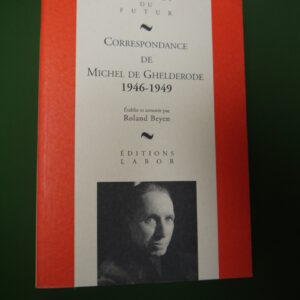 DU
FUTUR
CORRESPONDANCE
DE
MICHEL DE GHELDERODE
1946-1949
Établie et annotée par
Roland Beyen
ÉDITIONS
LABOR